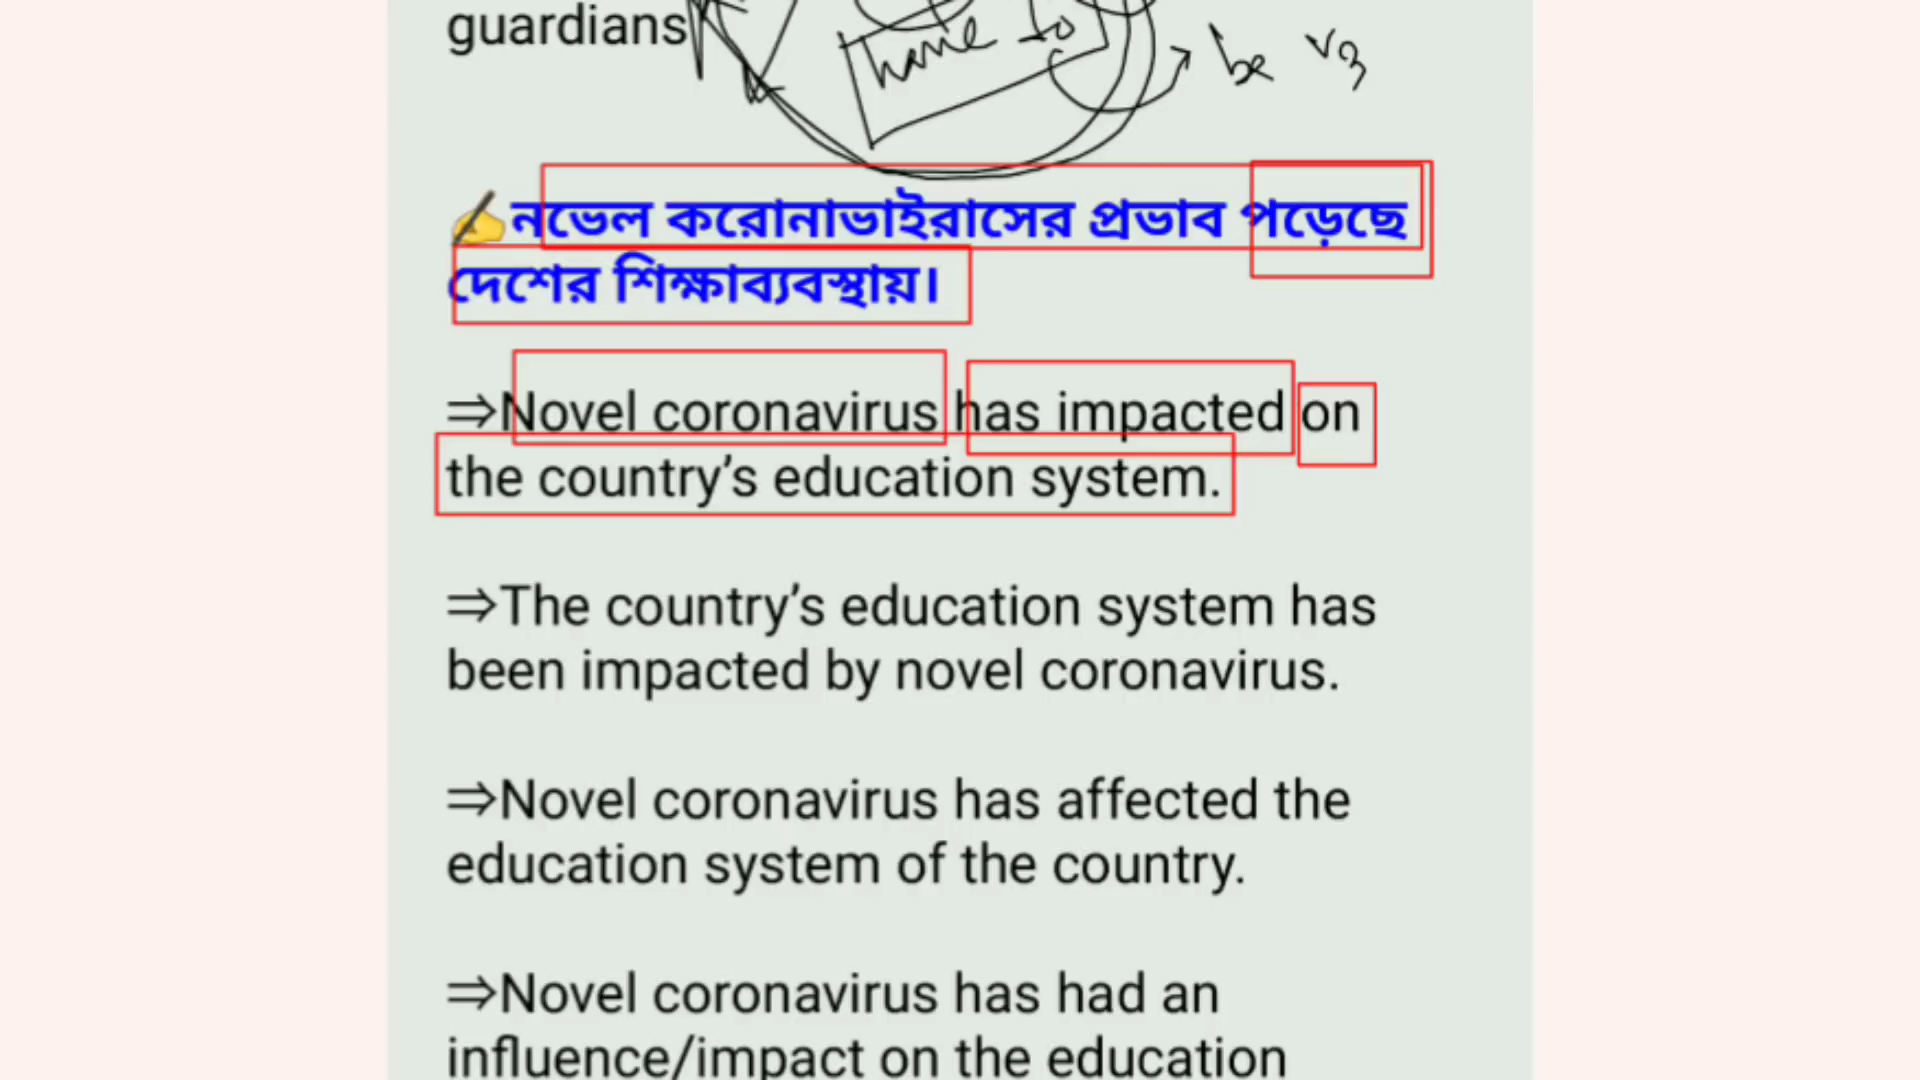 guardians
have to
be v3
✍নভেল করোনাভাইরাসের প্রভাব পড়েছে
দেশের শিক্ষাব্যবস্থায়।
⇒Novel coronavirus has impacted on
the country’s education system.
⇒The country’s education system has
been impacted by novel coronavirus.
⇒Novel coronavirus has affected the
education system of the country.
⇒Novel coronavirus has had an
influence/impact on the education